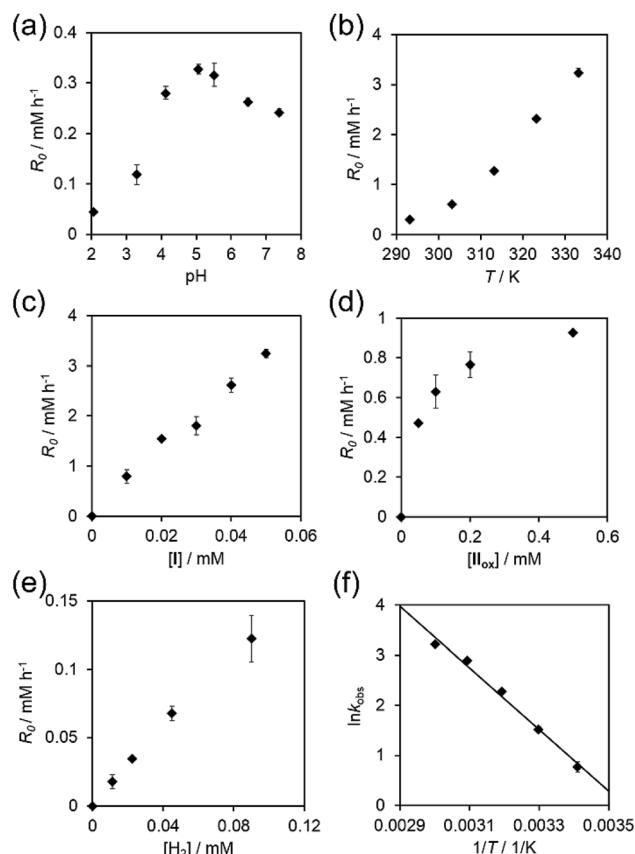 (a)
R₀ / mM h⁻¹
0.4
0.3
0.2
0.1
0
2 3 4 5 6 7 8
pH
(b)
R₀ / mM h⁻¹
4
3
2
1
0
290 300 310 320 330 340
T / K
(c)
R₀ / mM h⁻¹
4
3
2
1
0
0 0.02 0.04 0.06
[I] / mM
(d)
R₀ / mM h⁻¹
1
0.8
0.6
0.4
0.2
0
0 0.2 0.4 0.6
[IIₒₓ] / mM
(e)
R₀ / mM h⁻¹
0.15
0.1
0.05
0
0 0.04 0.08 0.12
[H₂] / mM
(f)
lnkobs
4
3
2
1
0
0.0029 0.0031 0.0033 0.0035
1/T / 1/K